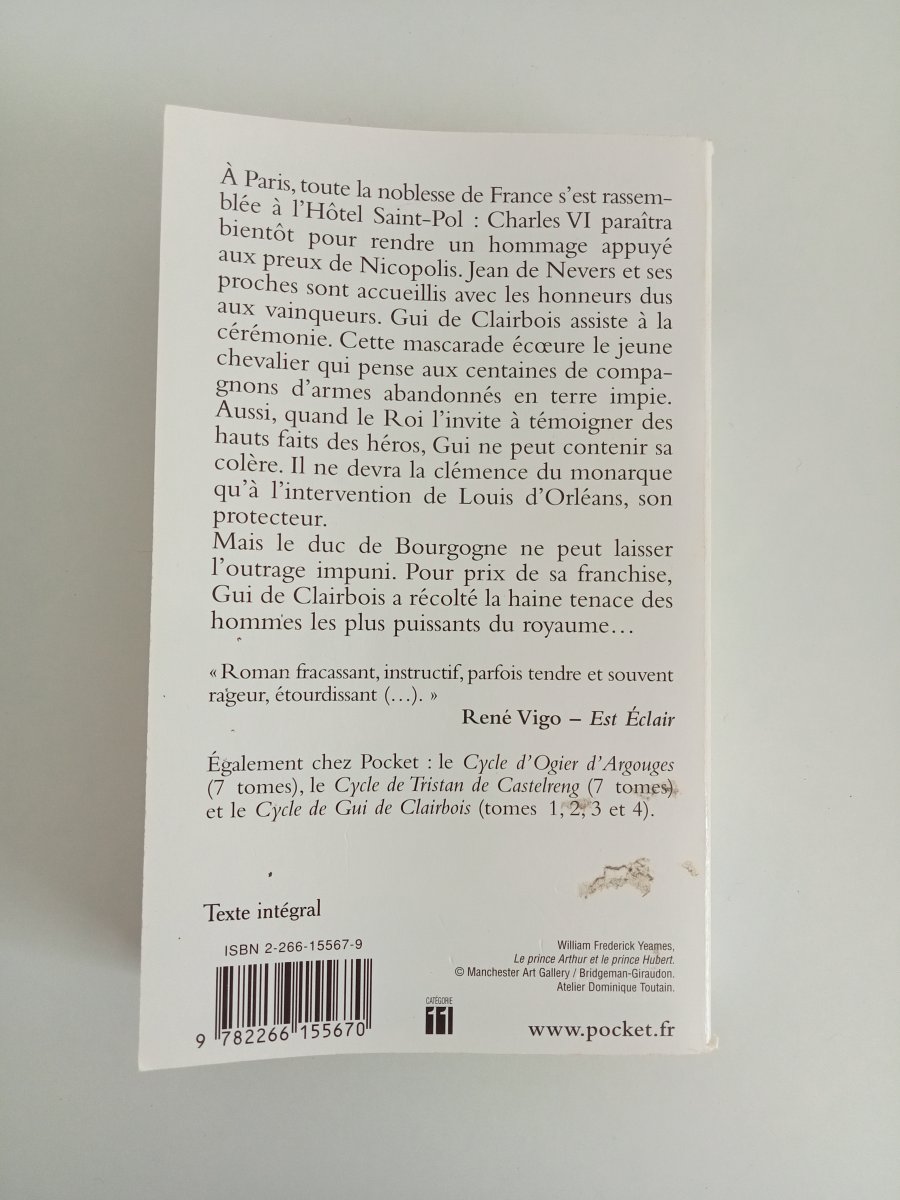 À Paris, toute la noblesse de France s'est rassem-
blée à l'Hôtel Saint-Pol : Charles VI paraîtra
bientôt pour rendre un hommage appuyé
aux preux de Nicopolis. Jean de Nevers et ses
proches sont accueillis avec les honneurs dus
aux vainqueurs. Gui de Clairbois assiste à la
cérémonie. Cette mascarade écœure le jeune
chevalier qui pense aux centaines de compa-
gnons d'armes abandonnés en terre impie.
Aussi, quand le Roi l'invite à témoigner des
hauts faits des héros, Gui ne peut contenir sa
colère. Il ne devra la clémence du monarque
qu'à l'intervention de Louis d'Orléans, son
protecteur.
Mais le duc de Bourgogne ne peut laisser
l'outrage impuni. Pour prix de sa franchise,
Gui de Clairbois a récolté la haine tenace des
hommes les plus puissants du royaume…
« Roman fracassant, instructif, parfois tendre et souvent
rageur, étourdissant (…). »
René Vigo – Est Éclair
Également chez Pocket : le Cycle d'Ogier d'Argouges
(7 tomes), le Cycle de Tristan de Castelreng (7 tomes)
et le Cycle de Gui de Clairbois (tomes 1, 2, 3 et 4).
Texte intégral
ISBN 2-266-15567-9
9 782266 155670
William Frederick Yeames,
Le prince Arthur et le prince Hubert.
© Manchester Art Gallery / Bridgeman-Giraudon.
Atelier Dominique Toutain.
CATÉGORIE
11
www.pocket.fr